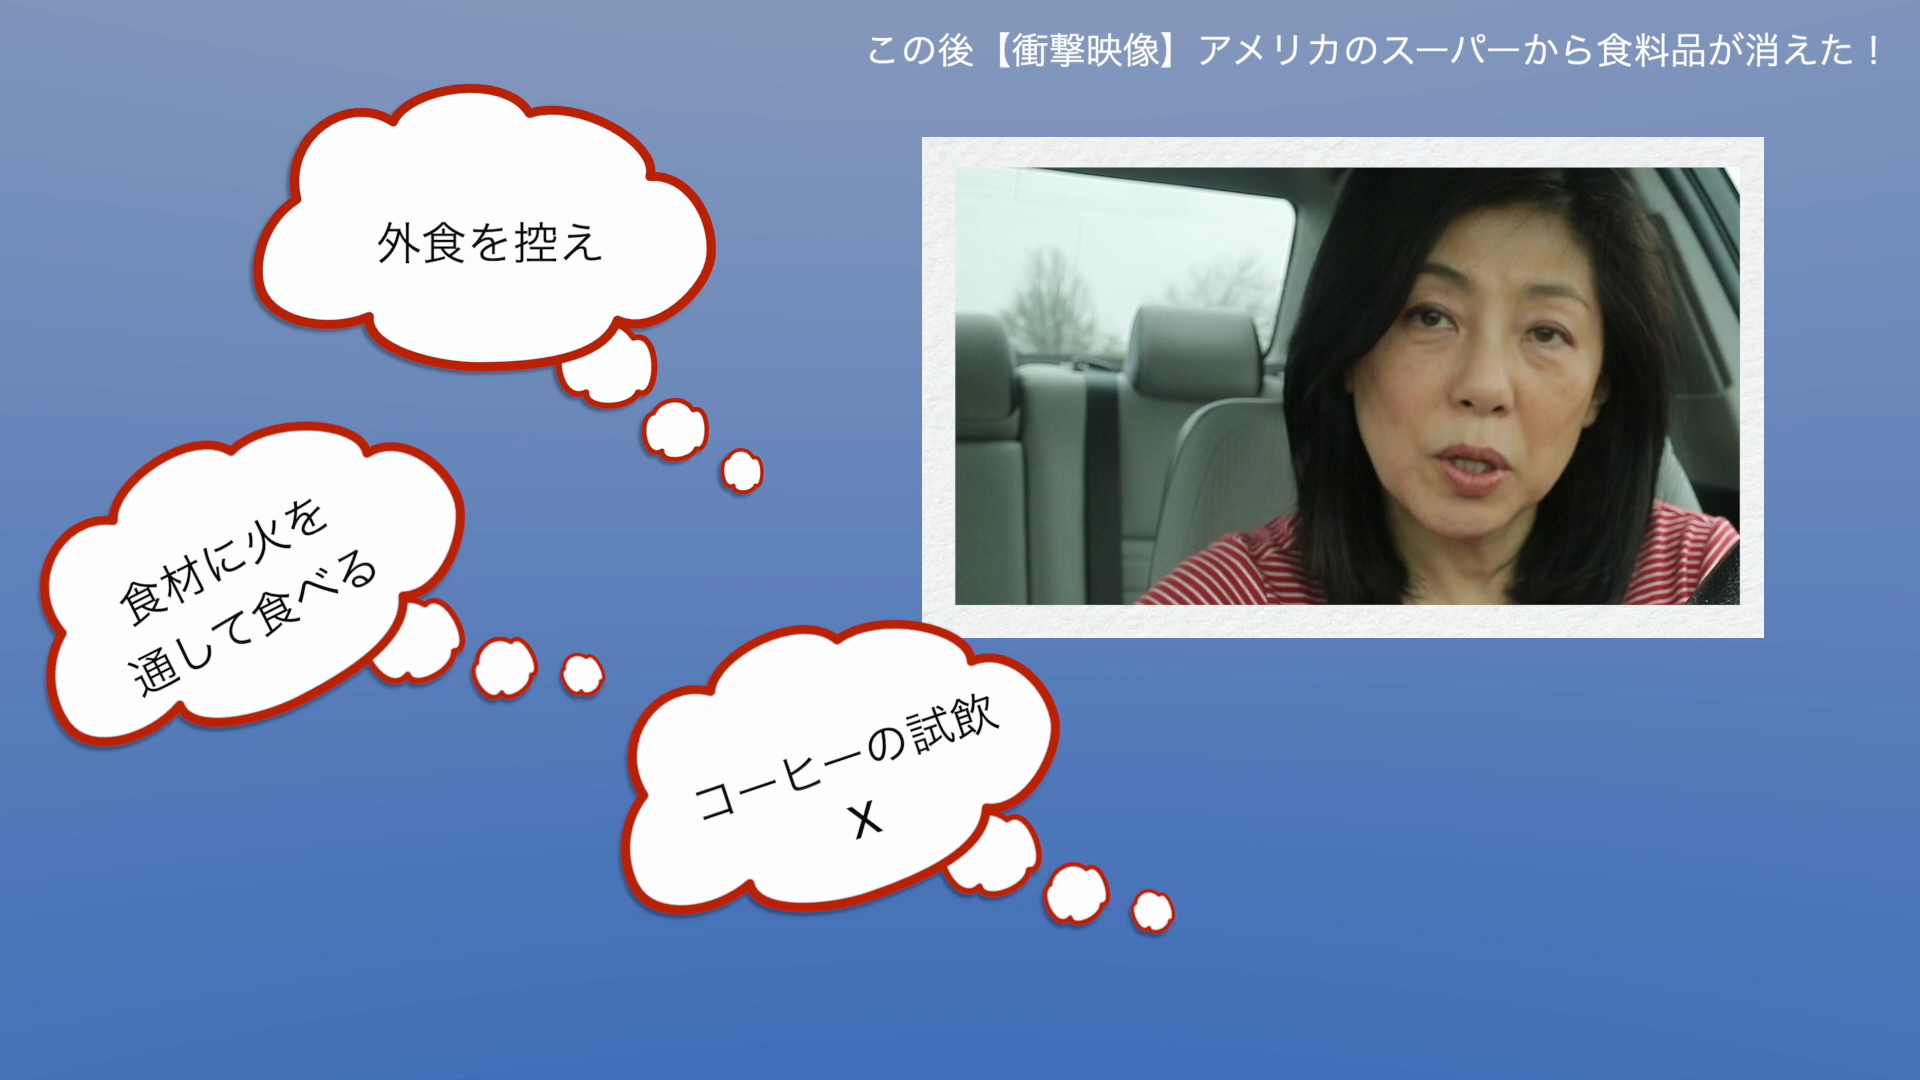 この後【衝撃映像】アメリカのスーパーから食料品が消えた！
外食を控え
食材に火を
通して食べる
コーヒーの試飲
X